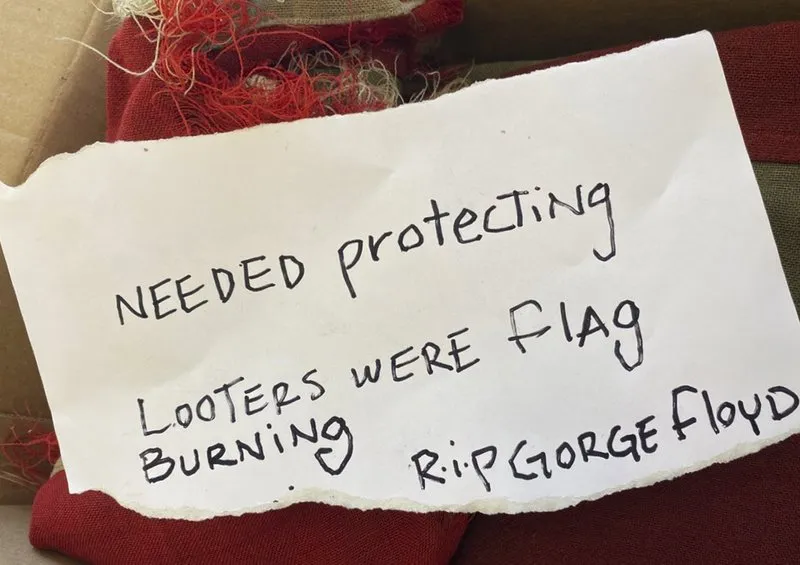 NEEDED protecting
LOOTERS WERE flAg
BURNiNg
R.i.P GORGE floyD